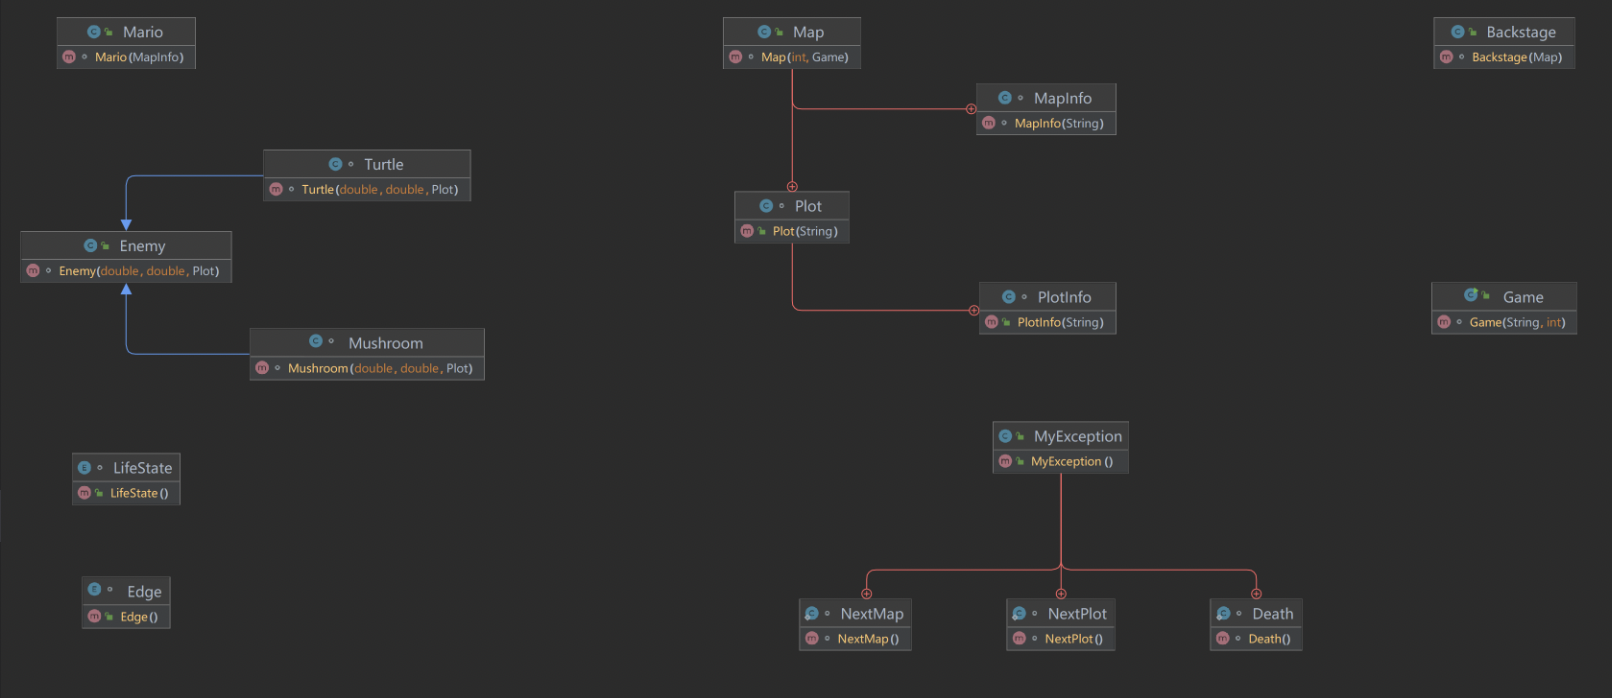 Mario
Mario(MapInfo)
Map
Map(int, Game)
Backstage
Backstage(Map)
MapInfo
MapInfo(String)
Turtle
Turtle(double, double, Plot)
Plot
Plot(String)
Enemy
Enemy(double, double, Plot)
PlotInfo
PlotInfo(String)
Game
Game(String, int)
Mushroom
Mushroom(double, double, Plot)
MyException
MyException()
LifeState
LifeState()
Edge
Edge()
NextMap
NextMap()
NextPlot
NextPlot()
Death
Death()